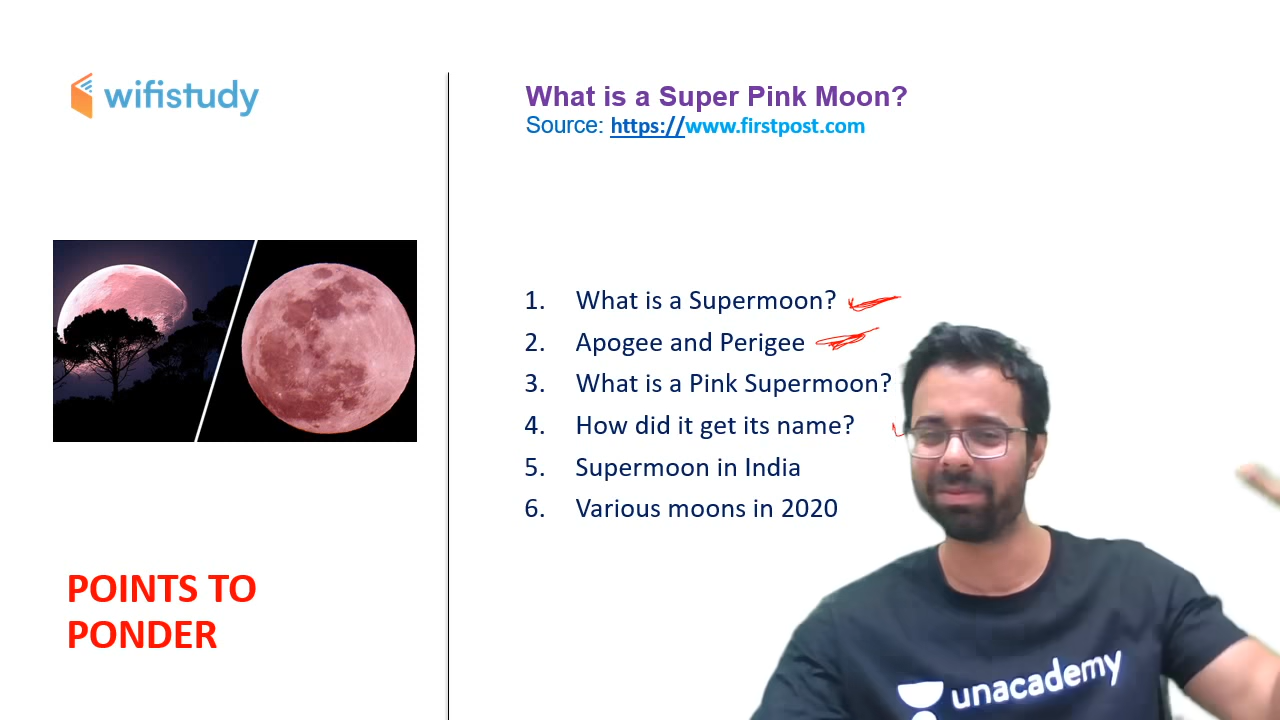 wifistudy
What is a Super Pink Moon?
Source: https://www.firstpost.com
1. What is a Supermoon?
2. Apogee and Perigee
3. What is a Pink Supermoon?
4. How did it get its name?
5. Supermoon in India
6. Various moons in 2020
POINTS TO
PONDER
unacademy